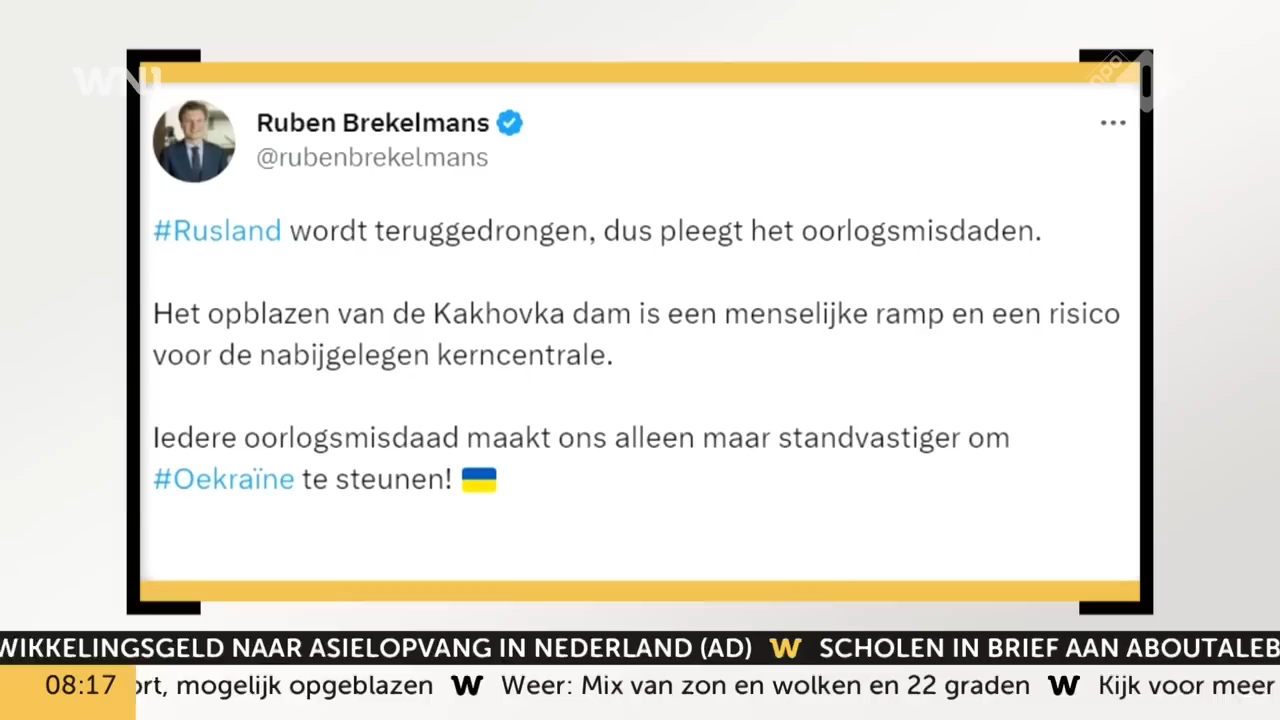 WNL
npo 1
Ruben Brekelmans
@rubenbrekelmans
#Rusland wordt teruggedrongen, dus pleegt het oorlogsmisdaden.
Het opblazen van de Kakhovka dam is een menselijke ramp en een risico
voor de nabijgelegen kerncentrale.
Iedere oorlogsmisdaad maakt ons alleen maar standvastiger om
#Oekraïne te steunen!
WIKKELINGSGELD NAAR ASIELOPVANG IN NEDERLAND (AD) W SCHOLEN IN BRIEF AAN ABOUTALEB
08:17 ort, mogelijk opgeblazen W Weer: Mix van zon en wolken en 22 graden W Kijk voor meer